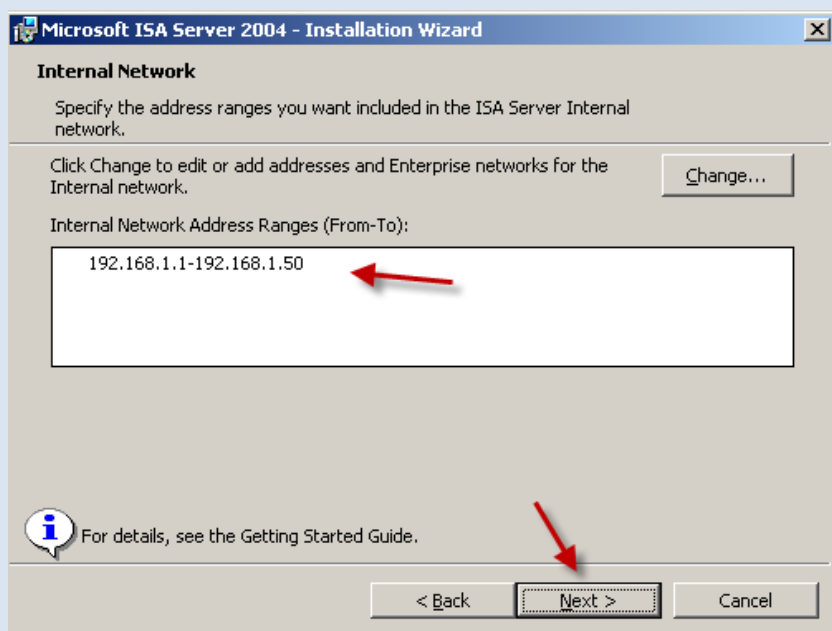 Microsoft ISA Server 2004 - Installation Wizard
Internal Network
Specify the address ranges you want included in the ISA Server Internal
network.
Click Change to edit or add addresses and Enterprise networks for the
Internal network.
Change...
Internal Network Address Ranges (From-To):
192.168.1.1-192.168.1.50
For details, see the Getting Started Guide.
< Back
Next >
Cancel